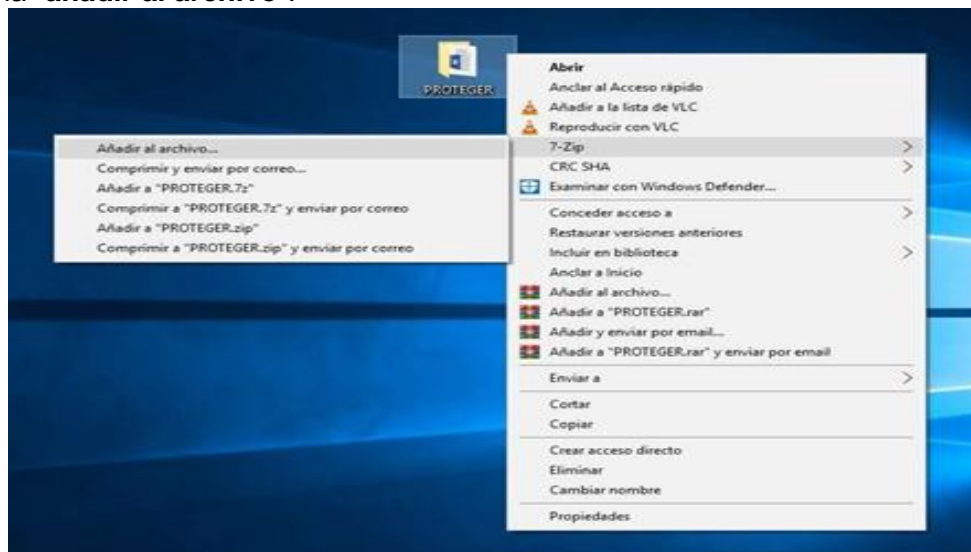 PROTEGER
Abrir
Anclar al Acceso rápido
Añadir a la lista de VLC
Reproducir con VLC
7-Zip
CRC SHA
Examinar con Windows Defender...
Conceder acceso a
Restaurar versiones anteriores
Incluir en biblioteca
Anclar a Inicio
Añadir al archivo...
Añadir a "PROTEGER.rar"
Añadir y enviar por email...
Añadir a "PROTEGER.rar" y enviar por email
Enviar a
Cortar
Copiar
Crear acceso directo
Eliminar
Cambiar nombre
Propiedades
Añadir al archivo...
Comprimir y enviar por correo...
Añadir a "PROTEGER.7z"
Comprimir a "PROTEGER.7z" y enviar por correo
Añadir a "PROTEGER.zip"
Comprimir a "PROTEGER.zip" y enviar por correo